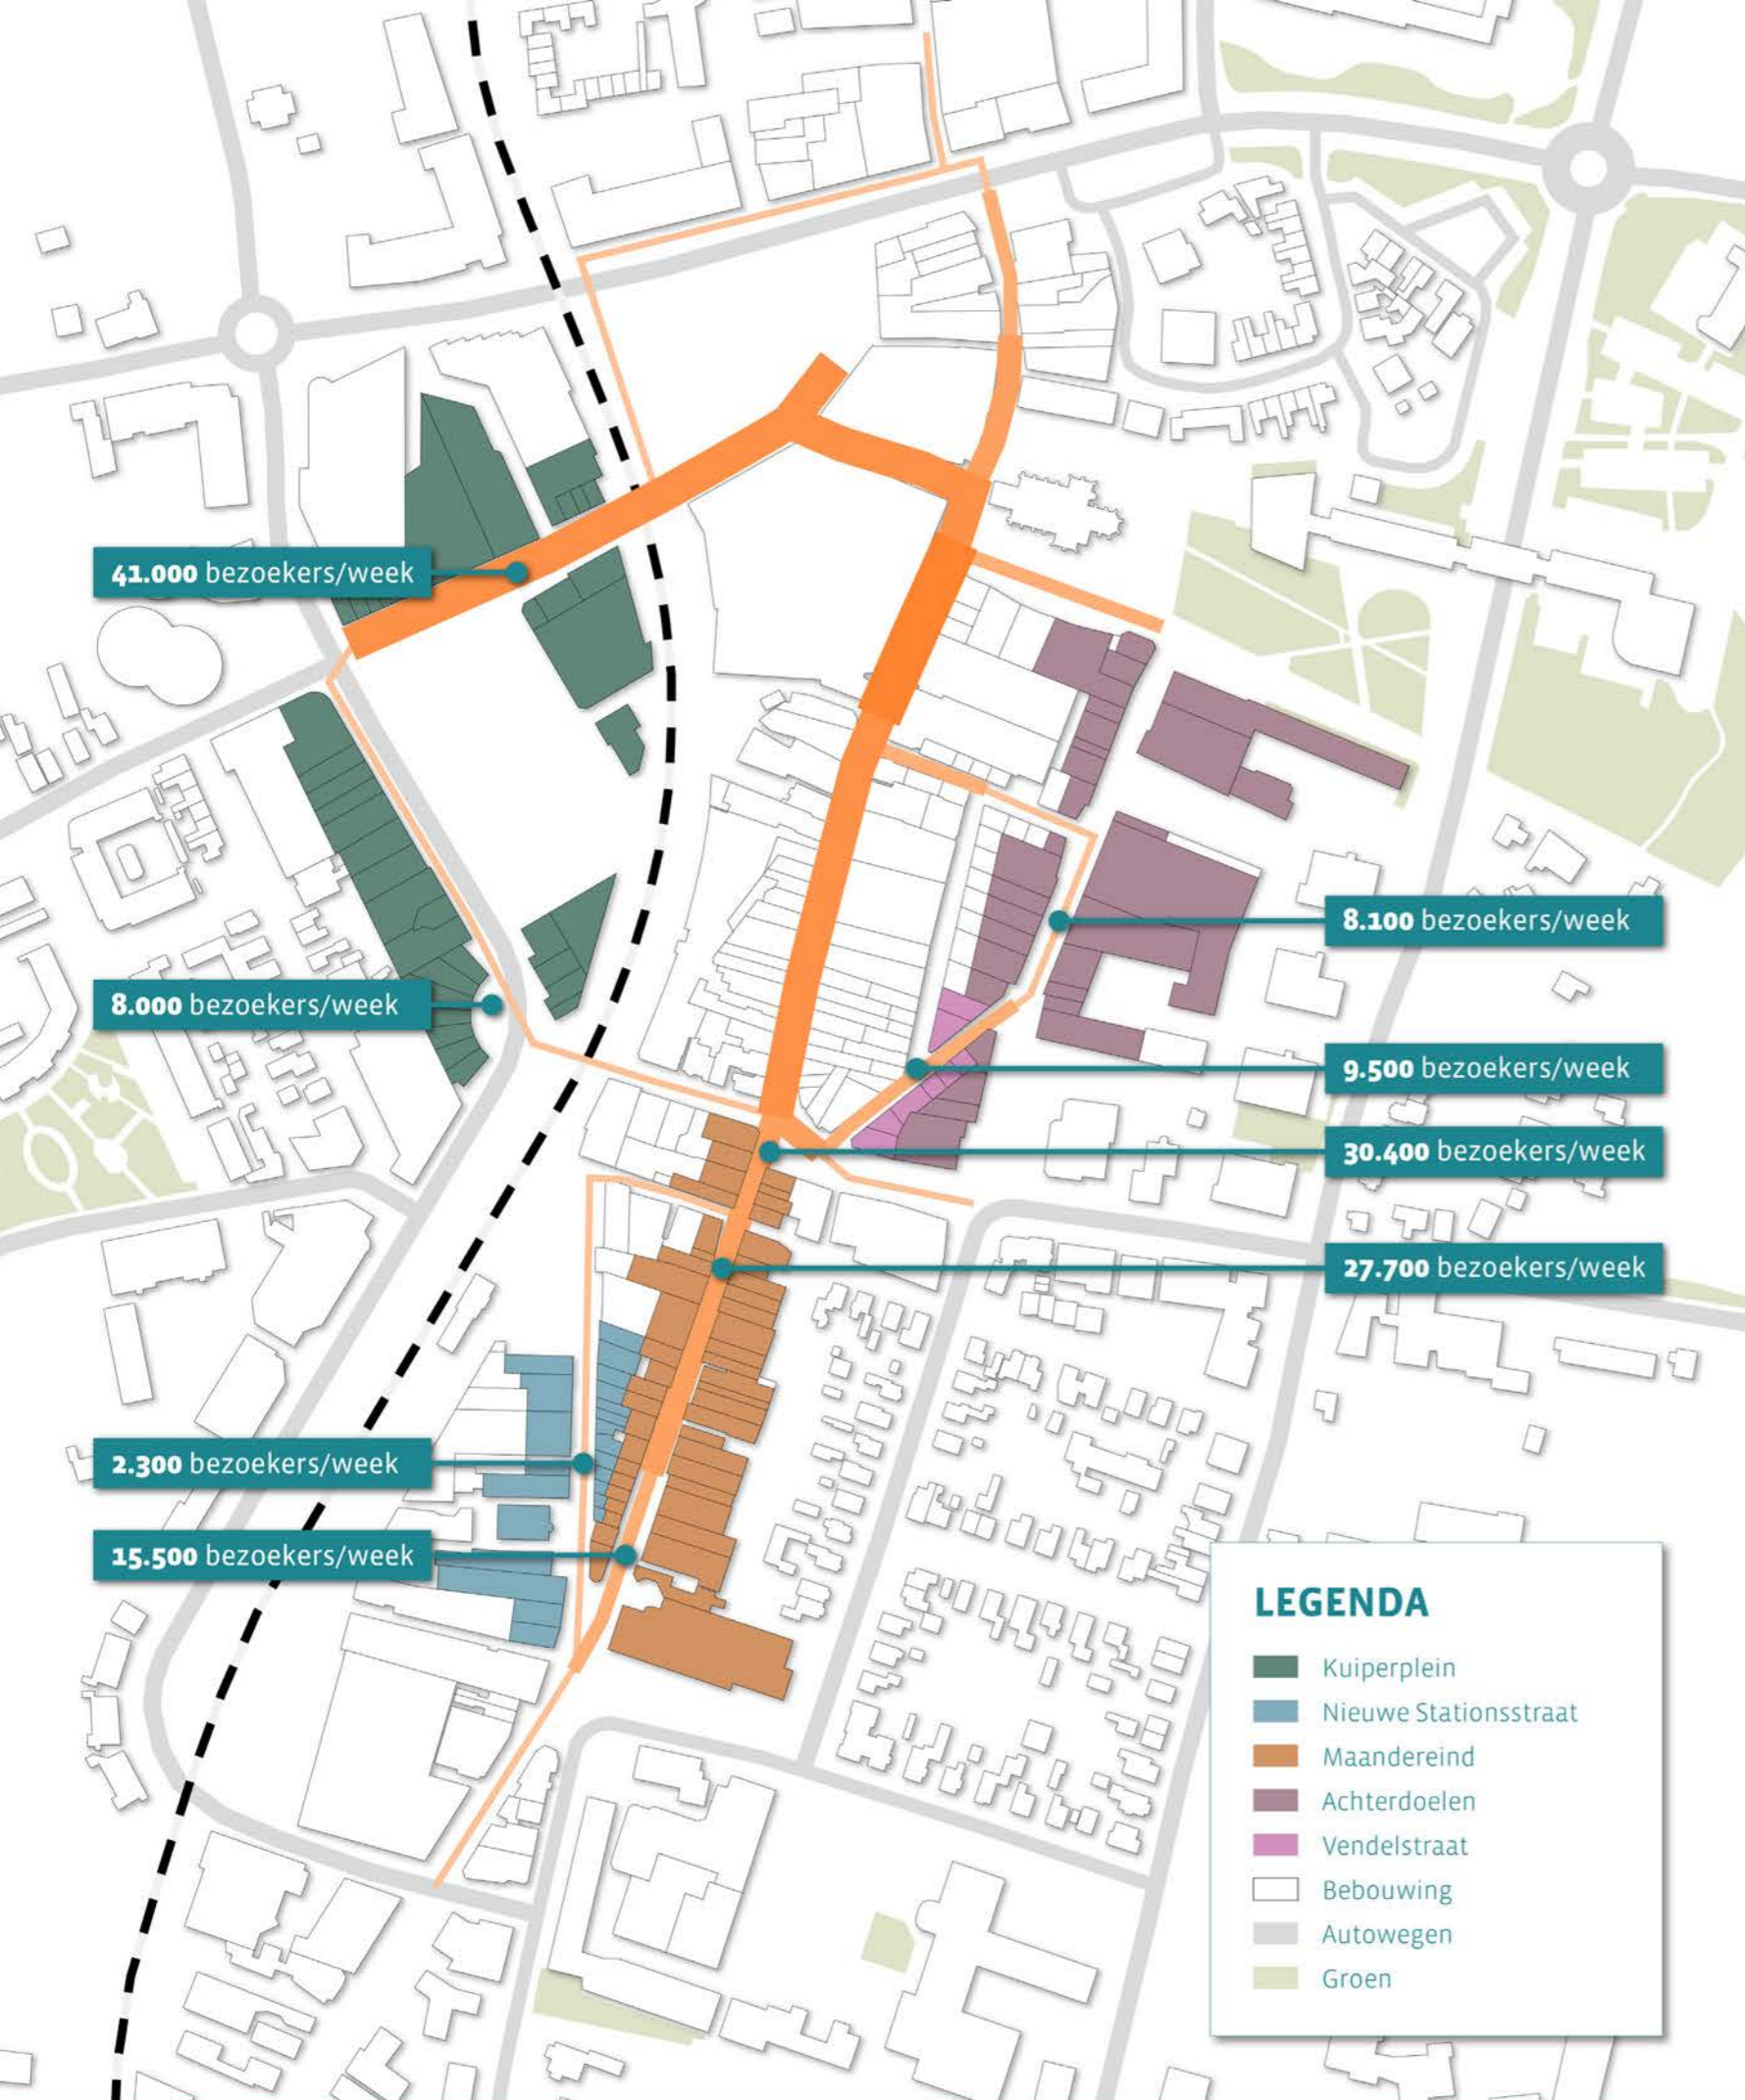 41.000 bezoekers/week
8.100 bezoekers/week
8.000 bezoekers/week
9.500 bezoekers/week
30.400 bezoekers/week
27.700 bezoekers/week
2.300 bezoekers/week
15.500 bezoekers/week
LEGENDA
Kuiperplein
Nieuwe Stationsstraat
Maandereind
Achterdoelen
Vendelstraat
Bebouwing
Autowegen
Groen